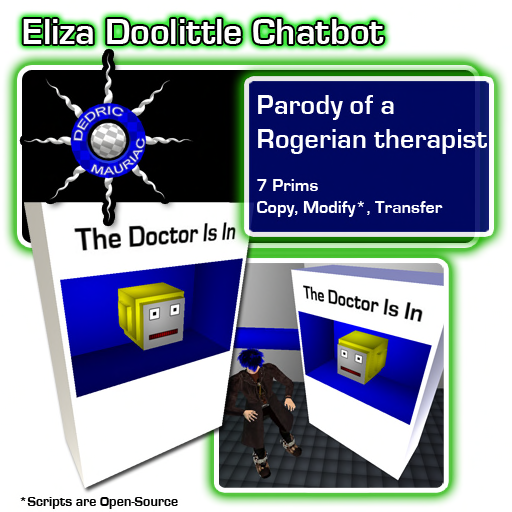 Eliza Doolittle Chatbot
DEDRIC
MAURIAC
Parody of a
Rogerian therapist
7 Prims
Copy, Modify*, Transfer
The Doctor Is In
The Doctor Is In
*Scripts are Open-Source